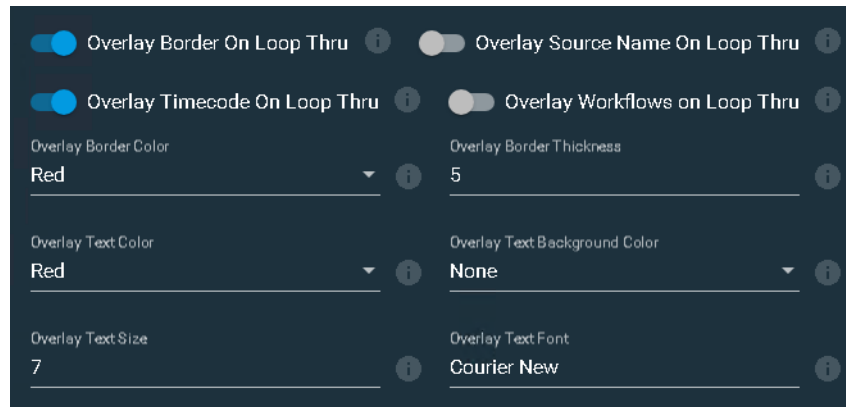 Overlay Border On Loop Thru
Overlay Source Name On Loop Thru
Overlay Timecode On Loop Thru
Overlay Workflows on Loop Thru
Overlay Border Color
Overlay Border Thickness
Red
5
Overlay Text Color
Overlay Text Background Color
Red
None
Overlay Text Size
Overlay Text Font
7
Courier New